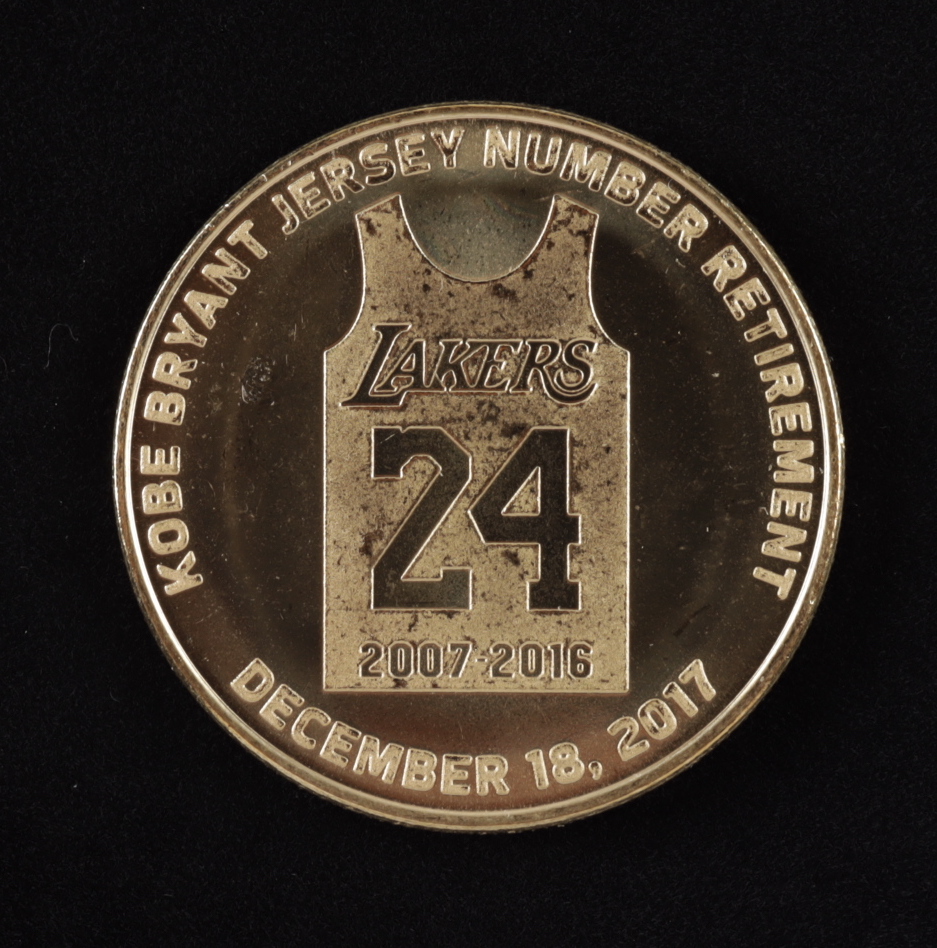 KOBE BRYANT JERSEY NUMBER RETIREMENT
LAKERS
24
2007-2016
DECEMBER 18, 2017